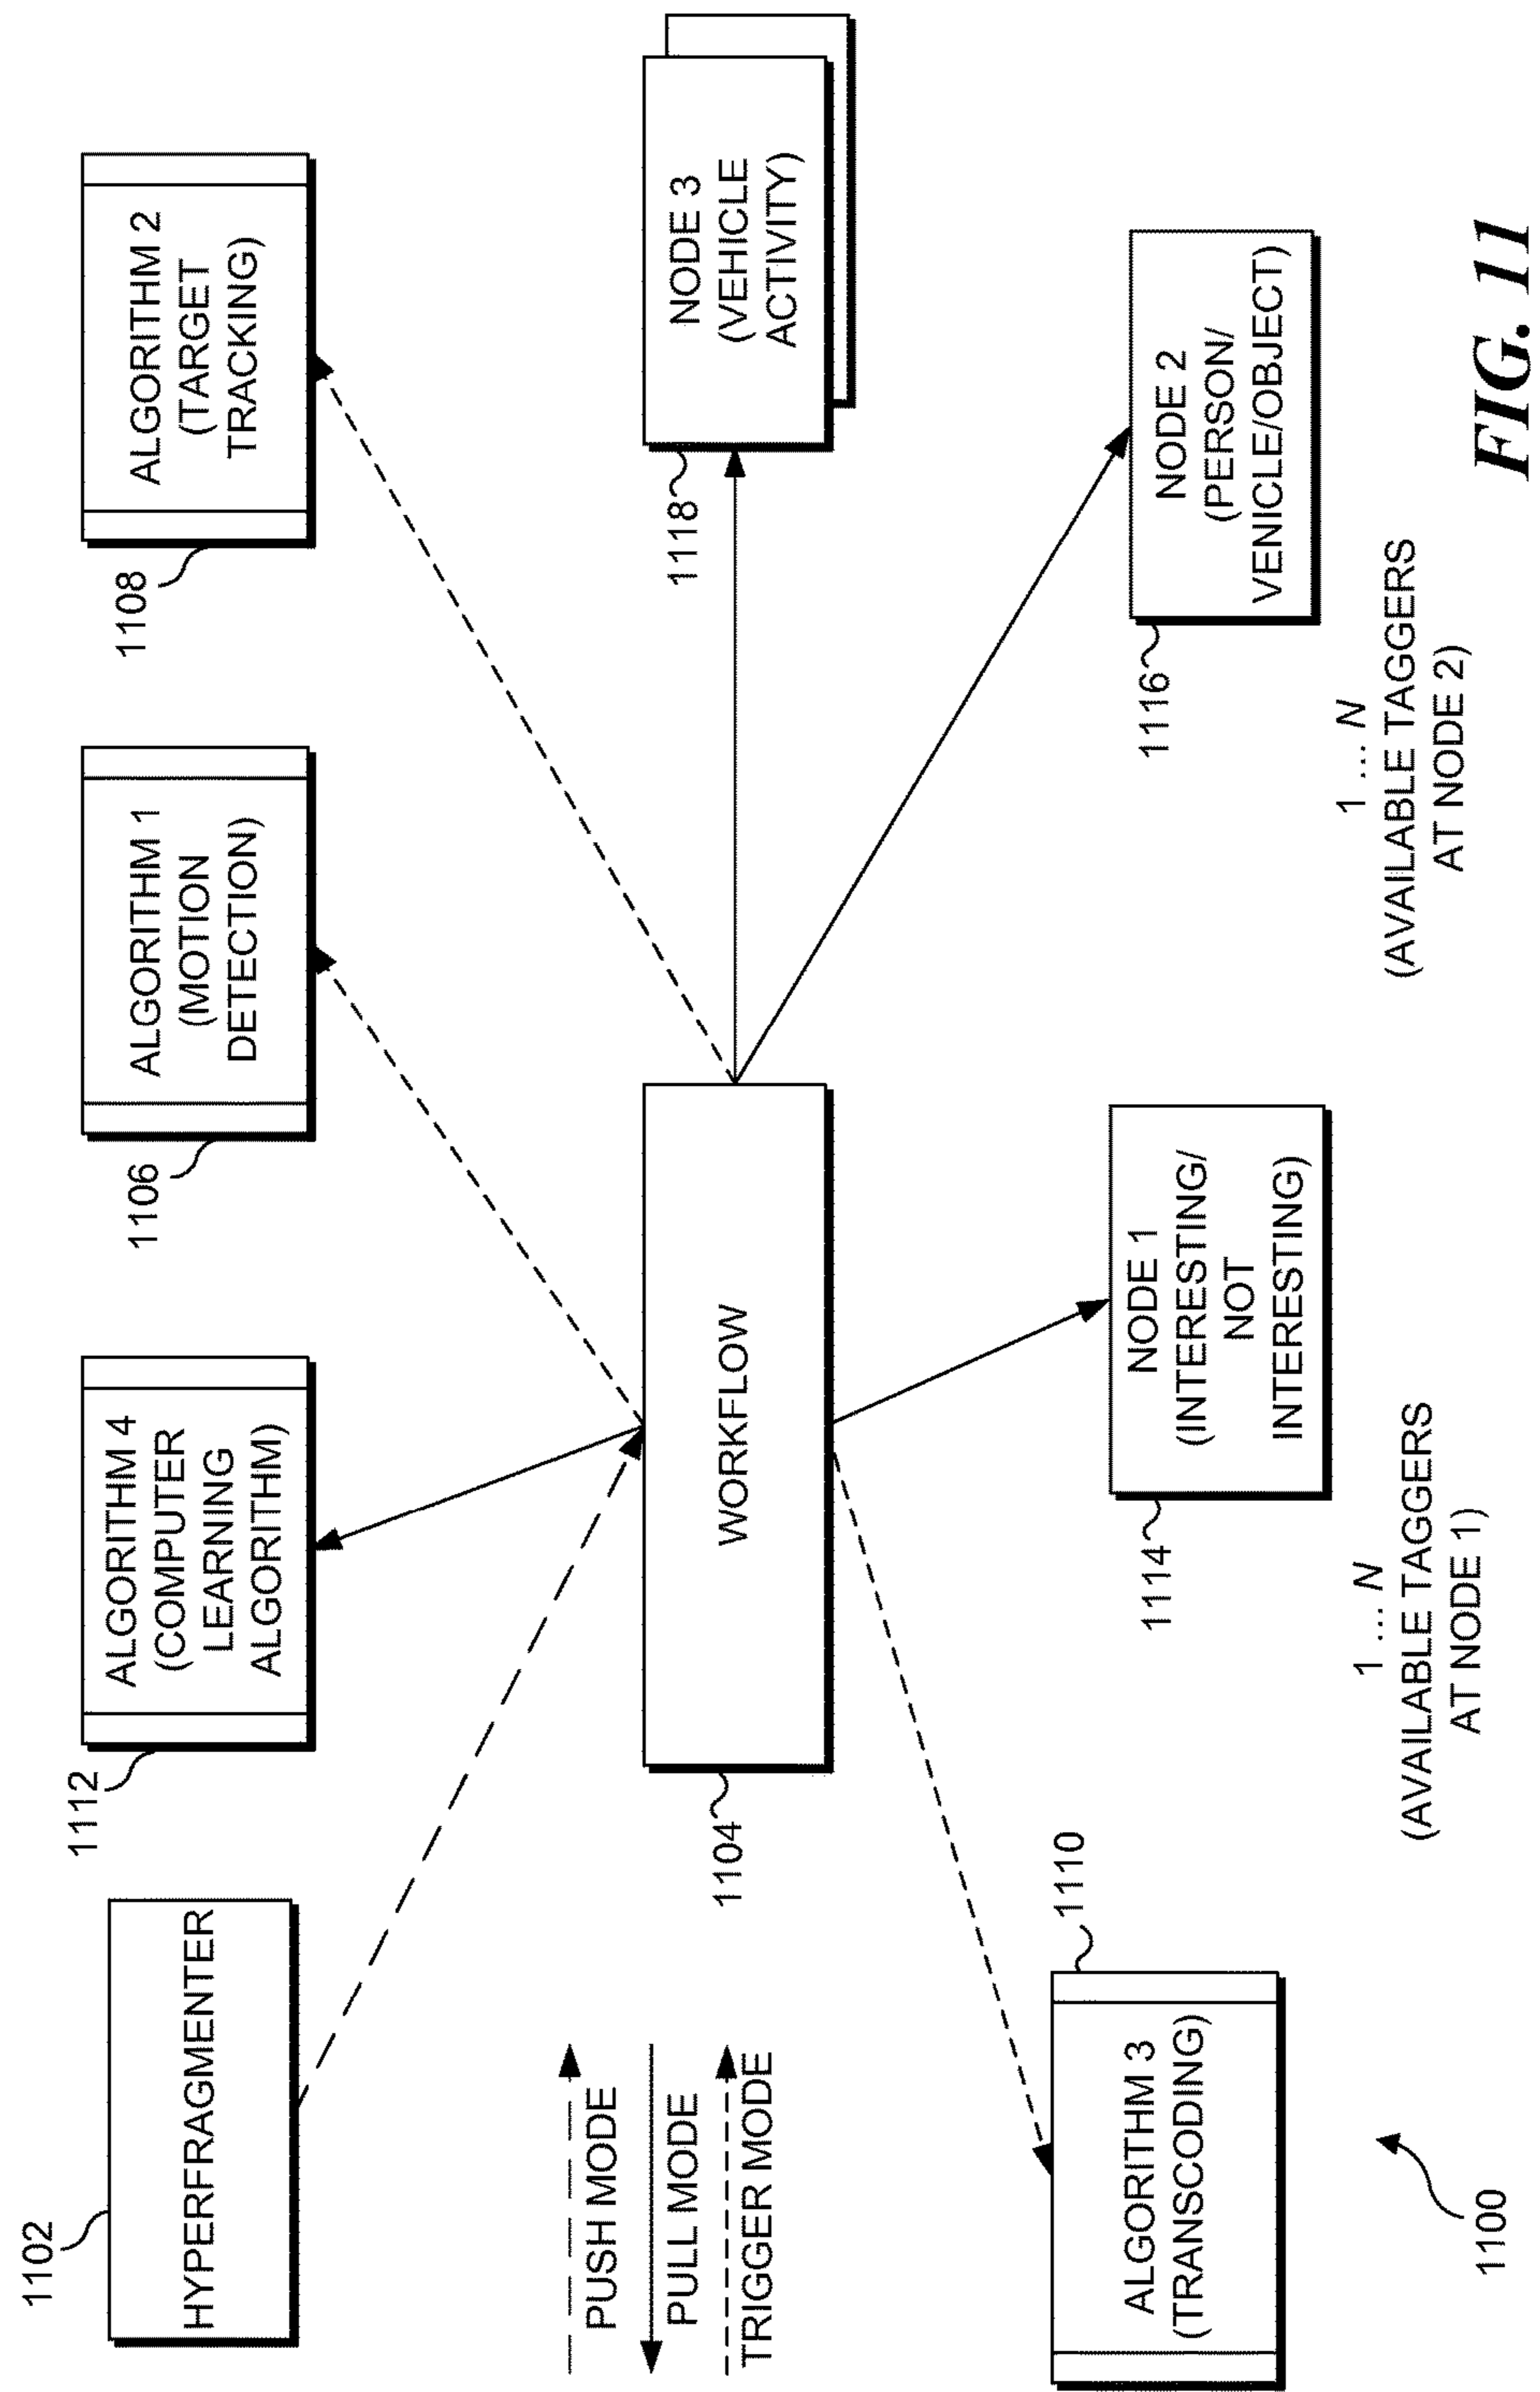 1102
HYPERFRAGMENTER
1112
ALGORITHM 4
(COMPUTER
LEARNING
ALGORITHM)
1106
ALGORITHM 1
(MOTION
DETECTION)
1108
ALGORITHM 2
(TARGET
TRACKING)
PUSH MODE
PULL MODE
TRIGGER MODE
1104
WORKFLOW
1118
NODE 3
(VEHICLE
ACTIVITY)
1110
ALGORITHM 3
(TRANSCODING)
1114
NODE 1
(INTERESTING/
NOT
INTERESTING)
1116
NODE 2
(PERSON/
VENICLE/OBJECT)
1 ... N
(AVAILABLE TAGGERS
AT NODE 1)
1 ... N
(AVAILABLE TAGGERS
AT NODE 2)
1100
FIG. 11